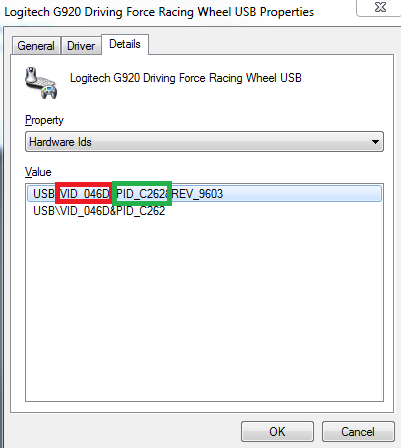 Logitech G920 Driving Force Racing Wheel USB Properties
General Driver Details
Logitech G920 Driving Force Racing Wheel USB
Property
Hardware Ids
Value
USB\VID_046D&PID_C262&REV_9603
USB\VID_046D&PID_C262
OK Cancel